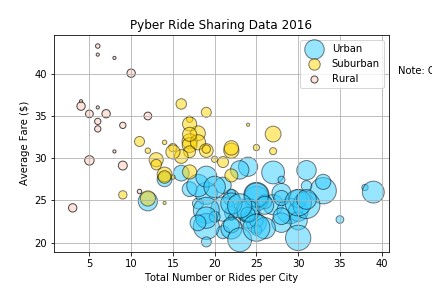 Pyber Ride Sharing Data 2016
Urban
Suburban
Rural
Note:
40
35
30
25
20
Average Fare ($)
5
10
15
20
25
30
35
40
Total Number or Rides per City